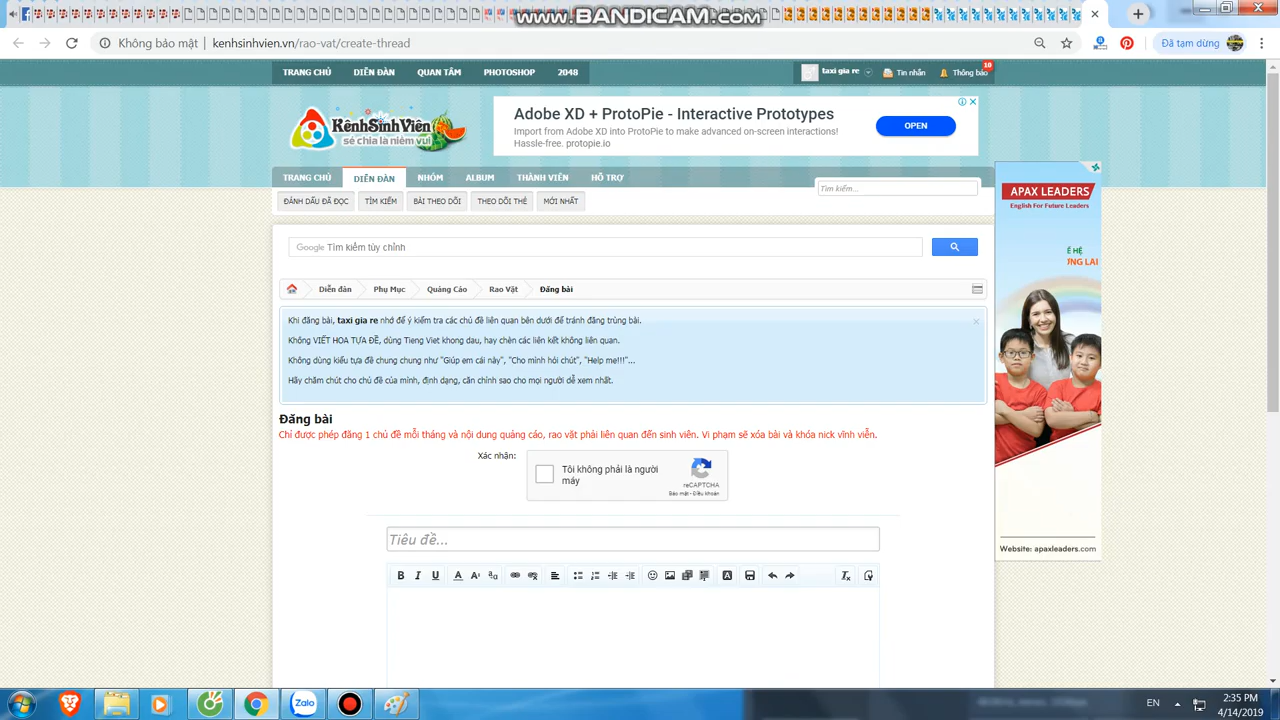 www.BANDICAM.com
Không bảo mật | kenhsinhvien.vn/rao-vat/create-thread
Đã tạm dừng
TRANG CHỦ DIỄN ĐÀN QUAN TÂM PHOTOSHOP 2048
taxi gia re Tin nhắn Thông báo 10
KênhSinhViên
sẻ chia là niềm vui
Adobe XD + ProtoPie - Interactive Prototypes
Import from Adobe XD into ProtoPie to make advanced on-screen interactions!
Hassle-free. protopie.io
OPEN
TRANG CHỦ DIỄN ĐÀN NHÓM ALBUM THÀNH VIÊN HỖ TRỢ
Tìm kiếm...
ĐÁNH DẤU ĐÃ ĐỌC TÌM KIẾM BÀI THEO DÕI THEO DÕI THẺ MỚI NHẤT
APAX LEADERS
English For Future Leaders
Google Tìm kiếm tùy chỉnh
Ế HỆ
ƯNG LAI
Diễn đàn Phụ Mục Quảng Cáo Rao Vặt Đăng bài
Khi đăng bài, taxi gia re nhớ để ý kiểm tra các chủ đề liên quan bên dưới để tránh đăng trùng bài.
Không VIẾT HOA TỰA ĐỀ, dùng Tieng Viet khong dau, hay chèn các liên kết không liên quan.
Không dùng kiểu tựa đề chung chung như "Giúp em cái này", "Cho mình hỏi chút", "Help me!!!"...
Hãy chăm chút cho chủ đề của mình, định dạng, căn chỉnh sao cho mọi người dễ xem nhất.
Đăng bài
Chỉ được phép đăng 1 chủ đề mỗi tháng và nội dung quảng cáo, rao vặt phải liên quan đến sinh viên. Vi phạm sẽ xóa bài và khóa nick vĩnh viễn.
Xác nhận:
Tôi không phải là người
máy
reCAPTCHA
Bảo mật - Điều khoản
Tiêu đề...
Website: apaxleaders.com
Zalo
EN
2:35 PM
4/14/2019